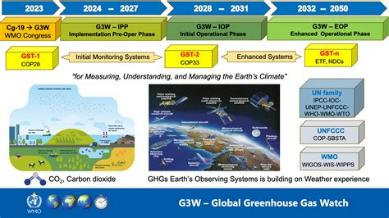 2023
2024 – 2027
2028 – 2031
2032 – 2050
Cg-19 → G3W
WMO Congress
G3W – IPP
Implementation Pre-Oper Phase
G3W – IOP
Initial Operational Phase
G3W – EOP
Enhanced Operational Phase
GST-1
COP28
Initial Monitoring Systems
GST-2
COP33
Enhanced Systems
GST-n
ETF, NDCs
"for Measuring, Understanding, and Managing the Earth's Climate"
UN family
IPCC-IOC-
UNEP-UNFCCC-
WHO-WMO-WTO
UNFCCC
COP-SBSTA
WMO
WIGOS-WIS-WIPPS
CO2, Carbon dioxide
GHGs Earth's Observing Systems is building on Weather experience
WMO
G3W – Global Greenhouse Gas Watch